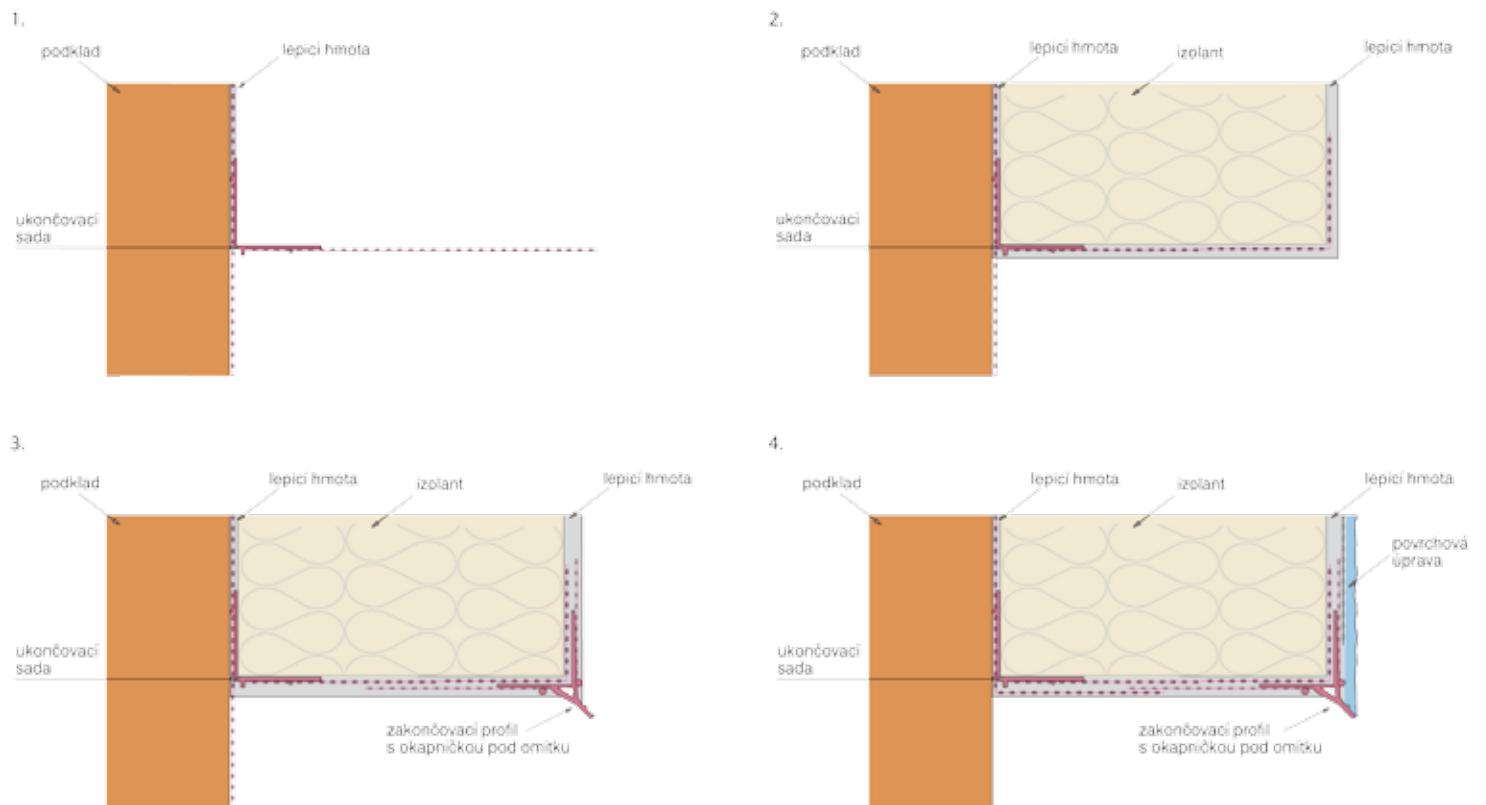 1.
podklad
lepicí hmota
ukončovací
sada
2.
podklad
lepicí hmota
izolant
lepicí hmota
ukončovací
sada
3.
podklad
lepicí hmota
izolant
lepicí hmota
ukončovací
sada
zakončovací profil
s okapničkou pod omítku
4.
podklad
lepicí hmota
izolant
lepicí hmota
povrchová
úprava
ukončovací
sada
zakončovací profil
s okapničkou pod omítku